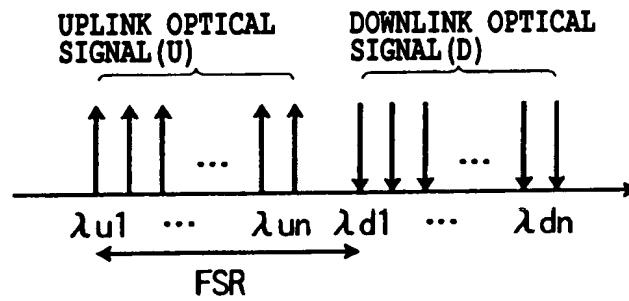 UPLINK OPTICAL
SIGNAL(U)
DOWNLINK OPTICAL
SIGNAL(D)
... ...
λu1 ... λun λd1 ... λdn
FSR